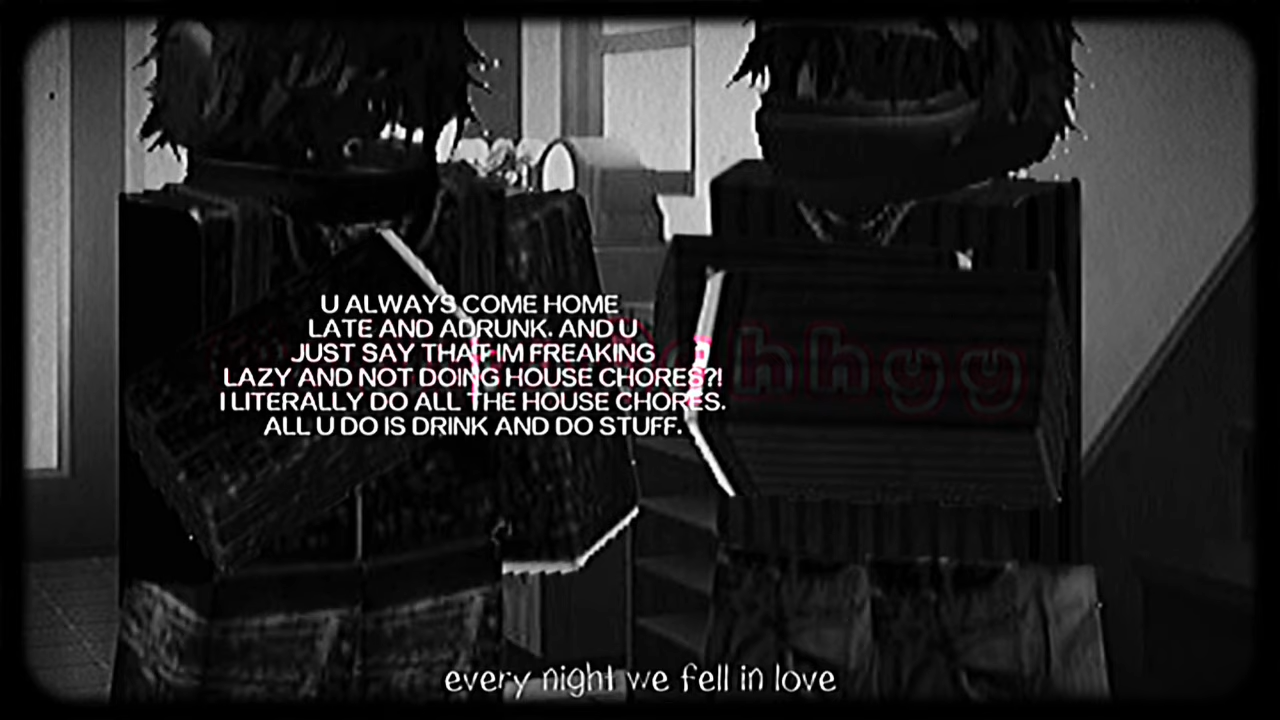 U ALWAYS COME HOME
LATE AND ADRUNK. AND U
JUST SAY THAT IM FREAKING
LAZY AND NOT DOING HOUSE CHORES?!
I LITERALLY DO ALL THE HOUSE CHORES.
ALL U DO IS DRINK AND DO STUFF.
every night we fell in love